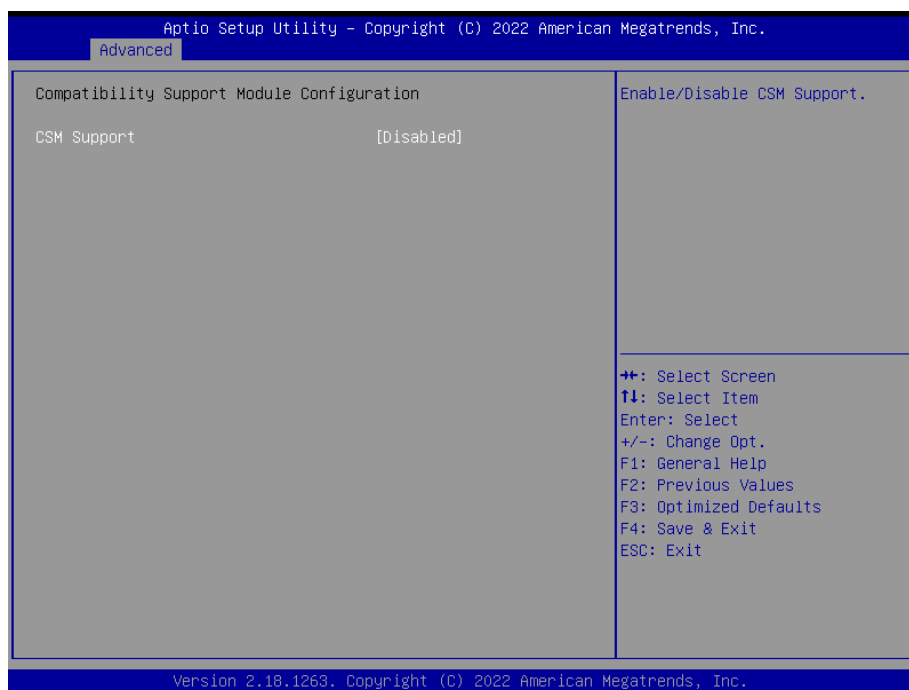 Aptio Setup Utility – Copyright (C) 2022 American Megatrends, Inc.
Advanced
Compatibility Support Module Configuration
CSM Support [Disabled]
Enable/Disable CSM Support.
→←: Select Screen
↑↓: Select Item
Enter: Select
+/-: Change Opt.
F1: General Help
F2: Previous Values
F3: Optimized Defaults
F4: Save & Exit
ESC: Exit
Version 2.18.1263. Copyright (C) 2022 American Megatrends, Inc.